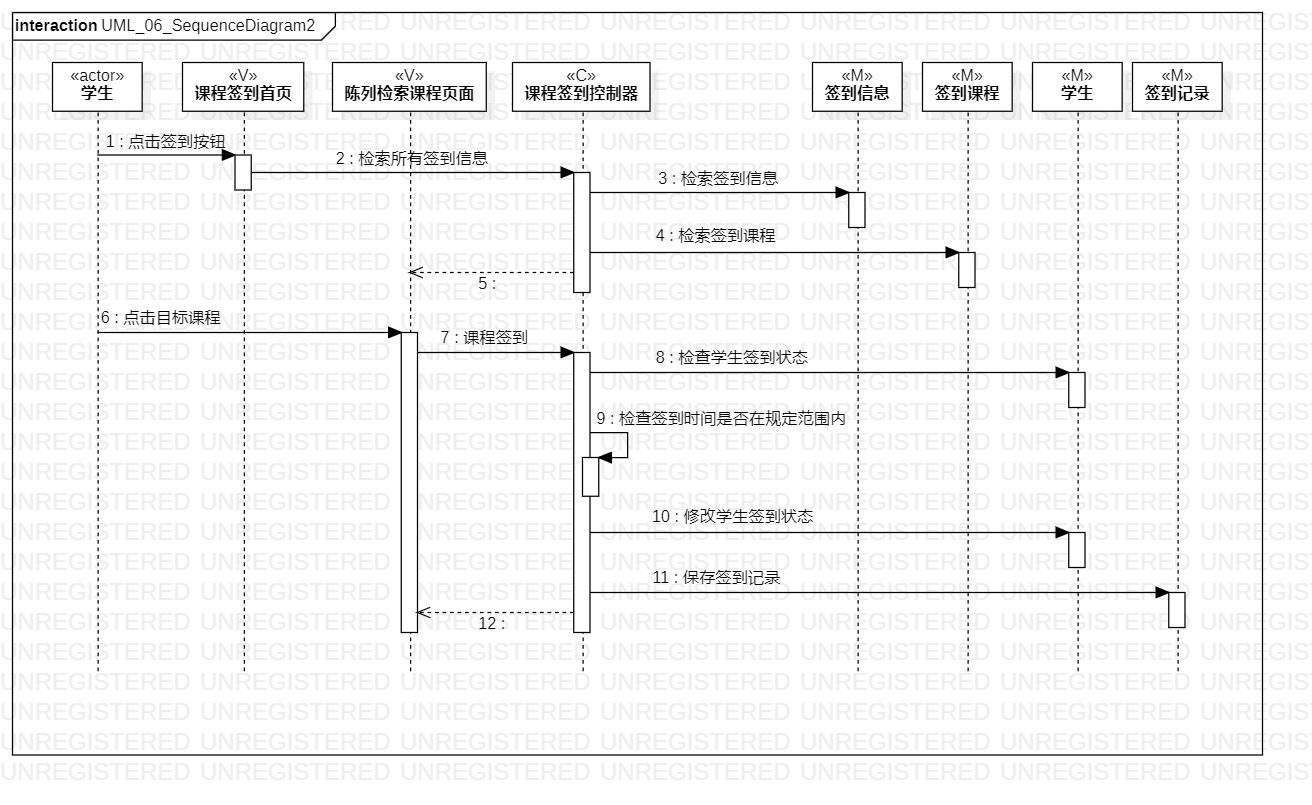 interaction UML_06_SequenceDiagram2
«actor»
学生
«V»
课程签到首页
«V»
陈列检索课程页面
«C»
课程签到控制器
«M»
签到信息
«M»
签到课程
«M»
学生
«M»
签到记录
1 : 点击签到按钮
2 : 检索所有签到信息
3 : 检索签到信息
4 : 检索签到课程
5 :
6 : 点击目标课程
7 : 课程签到
8 : 检查学生签到状态
9 : 检查签到时间是否在规定范围内
10 : 修改学生签到状态
11 : 保存签到记录
12 :
UNREGISTERED UNREGISTERED UNREGISTERED UNREGISTERED UNREGISTERED UNREGISTERED UNREGIS